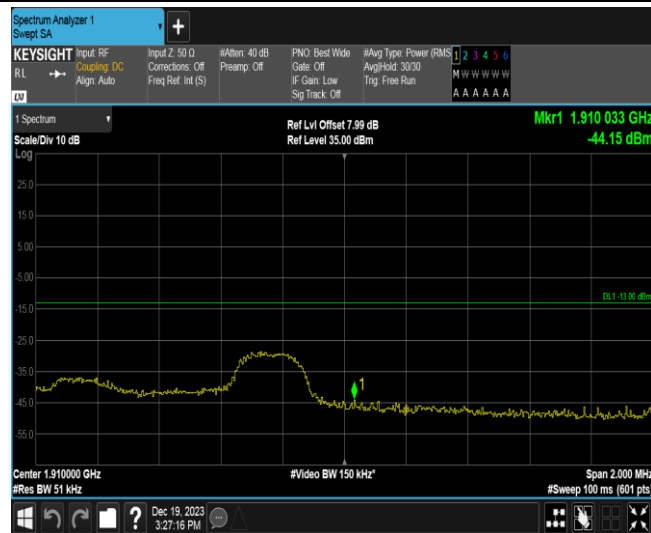 Spectrum Analyzer 1
Swept SA
KEYSIGHT
RL
LXI
Input: RF
Coupling: DC
Align: Auto
Input Z: 50 Ω
Corrections: Off
Freq Ref: Int (S)
#Atten: 40 dB
Preamp: Off
PNO: Best Wide
Gate: Off
IF Gain: Low
Sig Track: Off
#Avg Type: Power (RMS
Avg|Hold: 30/30
Trig: Free Run
1 2 3 4 5 6
M W W W W W
A A A A A A
1 Spectrum
Scale/Div 10 dB
Log
Ref Lvl Offset 7.99 dB
Ref Level 35.00 dBm
Mkr1 1.910 033 GHz
-44.15 dBm
25.0
15.0
5.00
-5.00
DL1 -13.00 dBm
-15.0
-25.0
-35.0
1
-45.0
-55.0
Center 1.910000 GHz
#Video BW 150 kHz*
Span 2.000 MHz
#Res BW 51 kHz
#Sweep 100 ms (601 pts)
?
Dec 19, 2023
3:27:16 PM